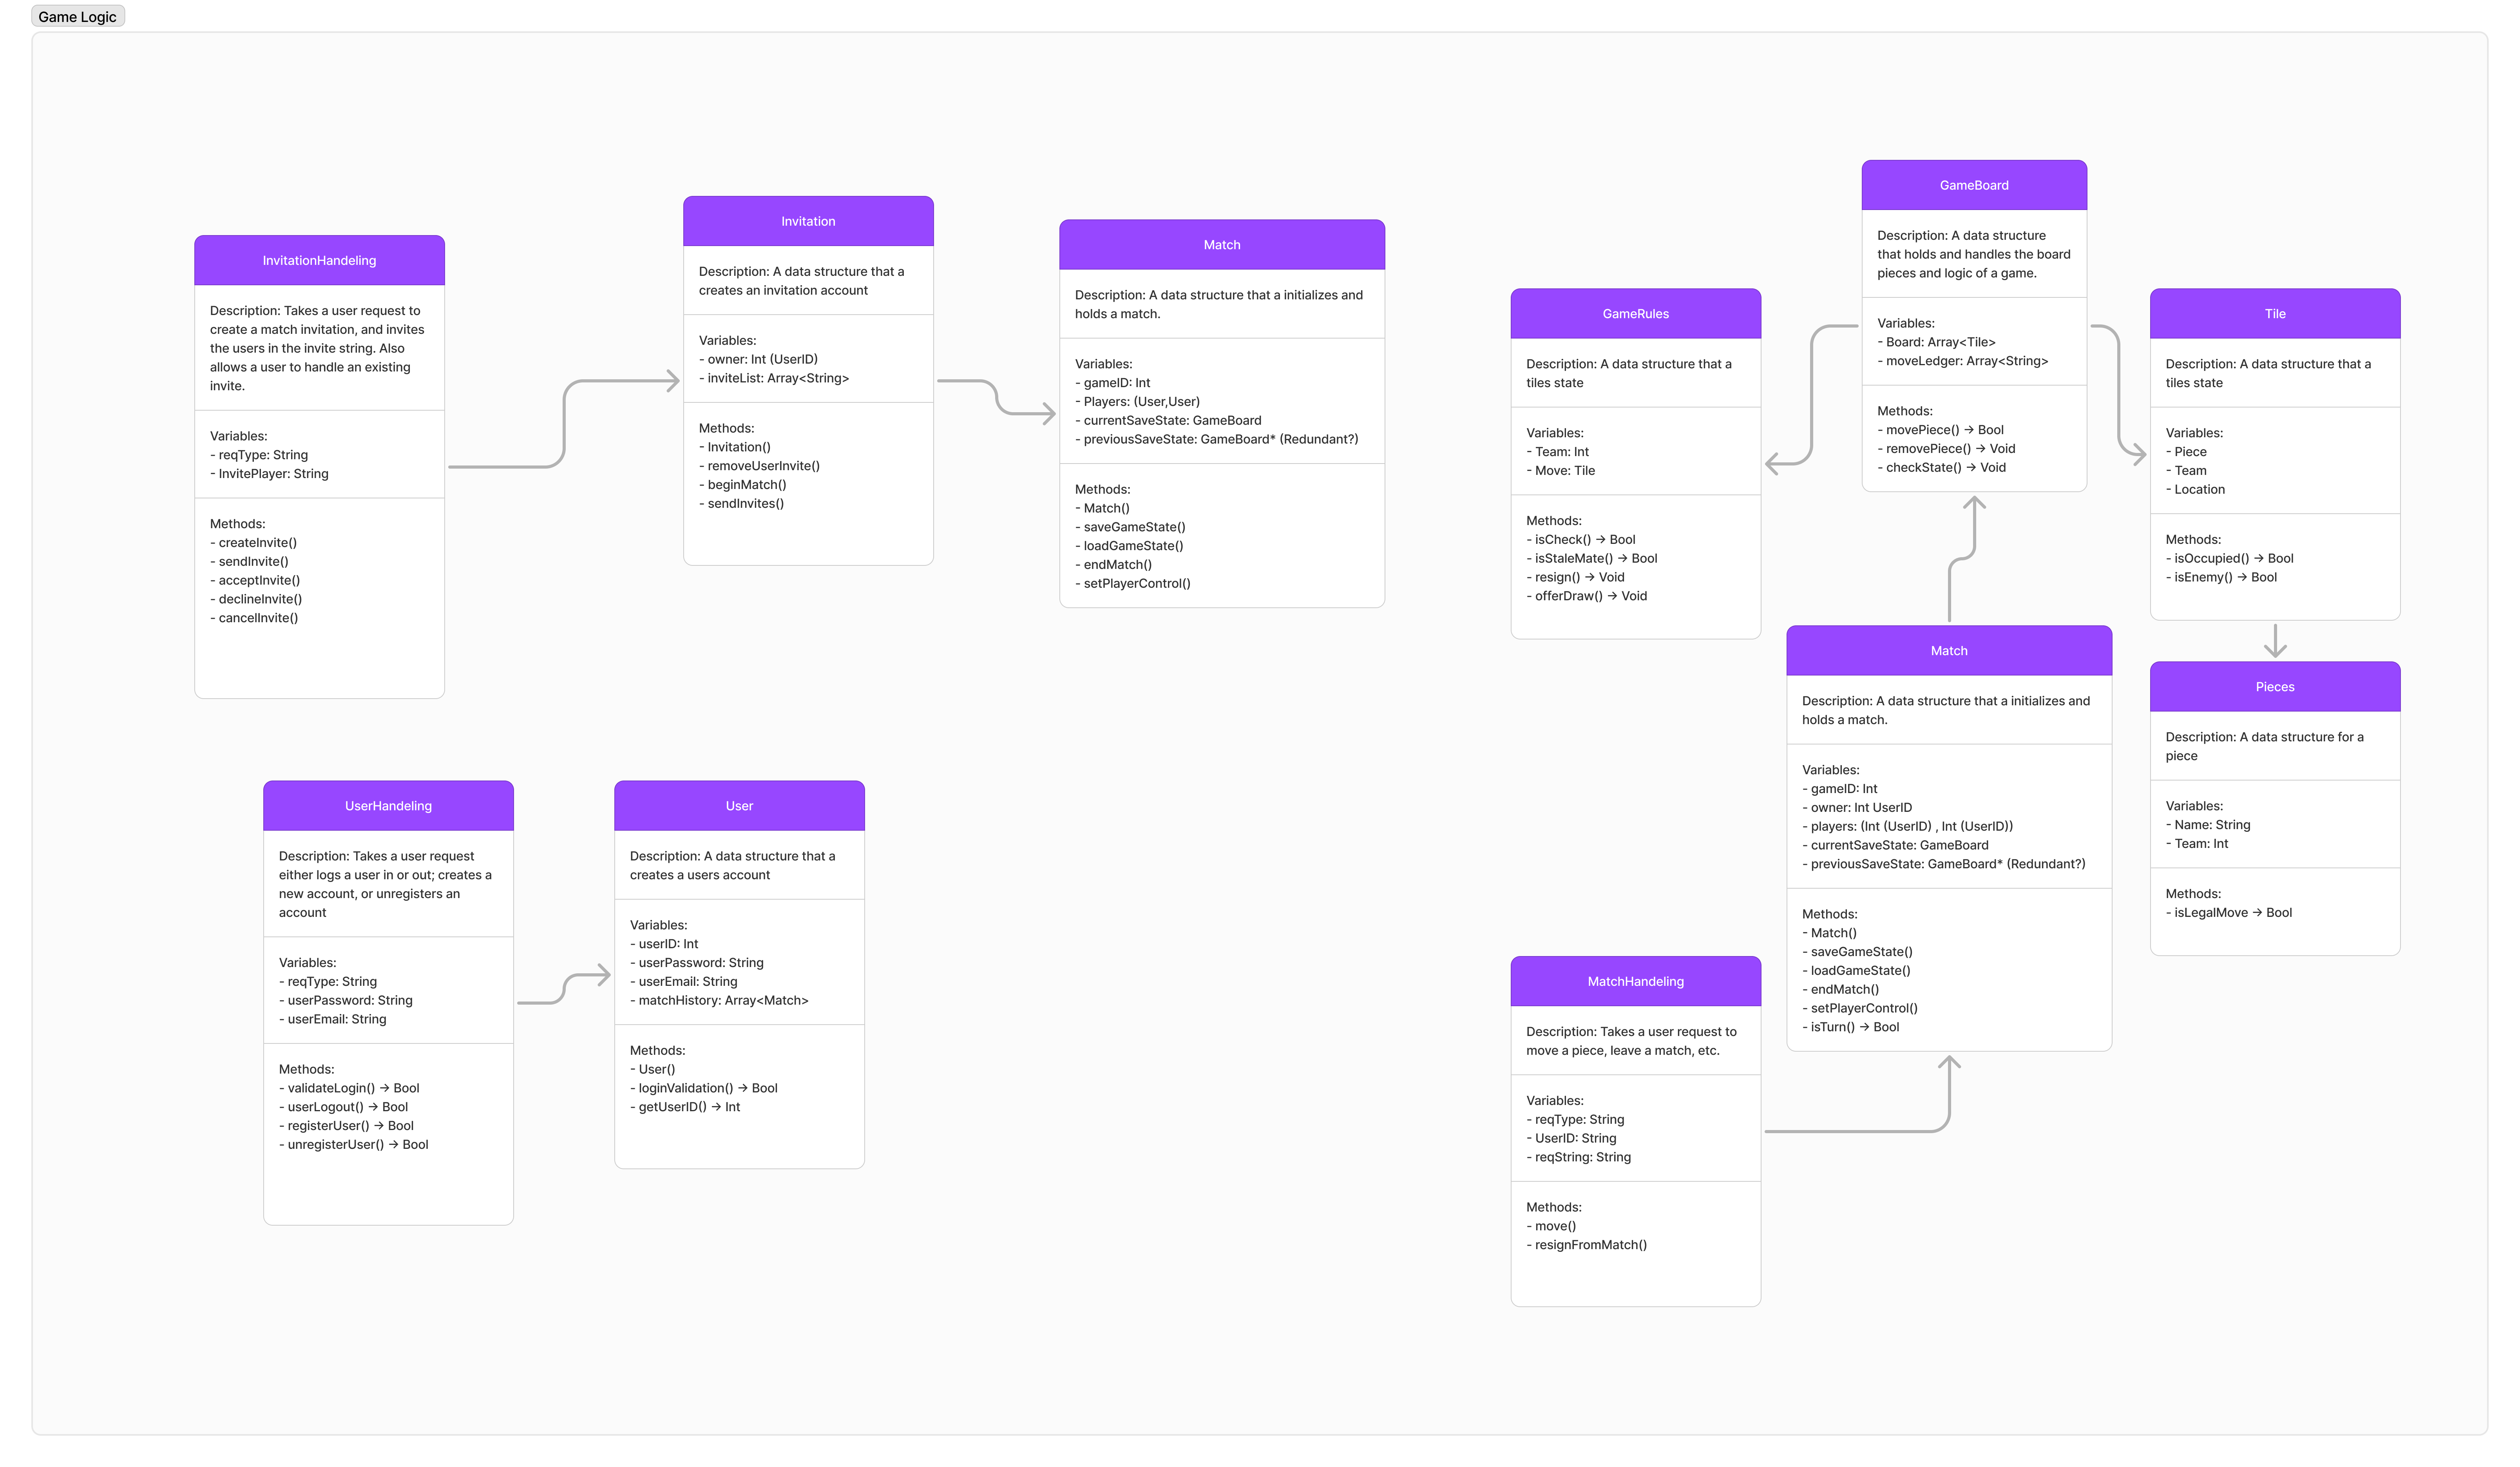 Game Logic
InvitationHandeling
Description: Takes a user request to
create a match invitation, and invites
the users in the invite string. Also
allows a user to handle an existing
invite.
Variables:
- reqType: String
- InvitePlayer: String
Methods:
- createInvite()
- sendInvite()
- acceptInvite()
- declineInvite()
- cancelInvite()
Invitation
Description: A data structure that a
creates an invitation account
Variables:
- owner: Int (UserID)
- inviteList: Array<String>
Methods:
- Invitation()
- removeUserInvite()
- beginMatch()
- sendInvites()
Match
Description: A data structure that a initializes and
holds a match.
Variables:
- gameID: Int
- Players: (User,User)
- currentSaveState: GameBoard
- previousSaveState: GameBoard* (Redundant?)
Methods:
- Match()
- saveGameState()
- loadGameState()
- endMatch()
- setPlayerControl()
GameRules
Description: A data structure that a
tiles state
Variables:
- Team: Int
- Move: Tile
Methods:
- isCheck() → Bool
- isStaleMate() → Bool
- resign() → Void
- offerDraw() → Void
GameBoard
Description: A data structure
that holds and handles the board
pieces and logic of a game.
Variables:
- Board: Array<Tile>
- moveLedger: Array<String>
Methods:
- movePiece() → Bool
- removePiece() → Void
- checkState() → Void
Tile
Description: A data structure that a
tiles state
Variables:
- Piece
- Team
- Location
Methods:
- isOccupied() → Bool
- isEnemy() → Bool
Match
Description: A data structure that a initializes and
holds a match.
Variables:
- gameID: Int
- owner: Int UserID
- players: (Int (UserID) , Int (UserID))
- currentSaveState: GameBoard
- previousSaveState: GameBoard* (Redundant?)
Methods:
- Match()
- saveGameState()
- loadGameState()
- endMatch()
- setPlayerControl()
- isTurn() → Bool
Pieces
Description: A data structure for a
piece
Variables:
- Name: String
- Team: Int
Methods:
- isLegalMove → Bool
UserHandeling
Description: Takes a user request
either logs a user in or out; creates a
new account, or unregisters an
account
Variables:
- reqType: String
- userPassword: String
- userEmail: String
Methods:
- validateLogin() → Bool
- userLogout() → Bool
- registerUser() → Bool
- unregisterUser() → Bool
User
Description: A data structure that a
creates a users account
Variables:
- userID: Int
- userPassword: String
- userEmail: String
- matchHistory: Array<Match>
Methods:
- User()
- loginValidation() → Bool
- getUserID() → Int
MatchHandeling
Description: Takes a user request to
move a piece, leave a match, etc.
Variables:
- reqType: String
- UserID: String
- reqString: String
Methods:
- move()
- resignFromMatch()